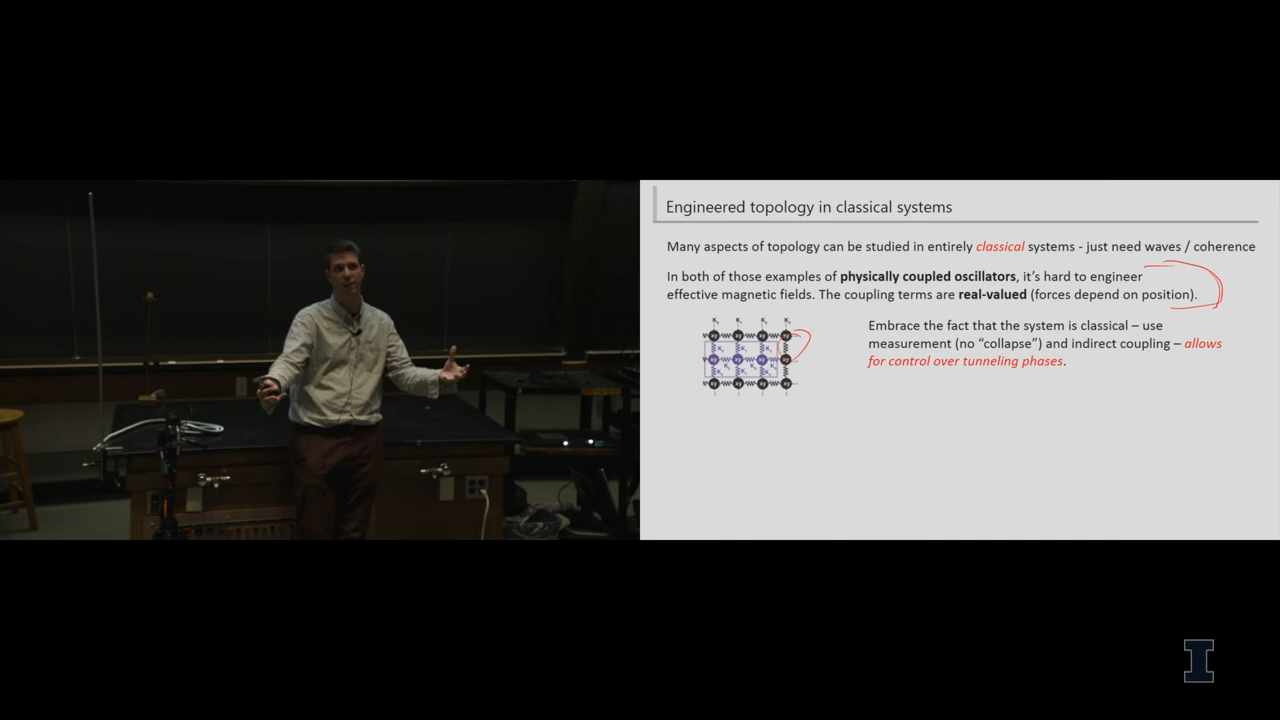 Engineered topology in classical systems
Many aspects of topology can be studied in entirely classical systems - just need waves / coherence
In both of those examples of physically coupled oscillators, it's hard to engineer
effective magnetic fields. The coupling terms are real-valued (forces depend on position).
Embrace the fact that the system is classical – use
measurement (no “collapse”) and indirect coupling – allows
for control over tunneling phases.